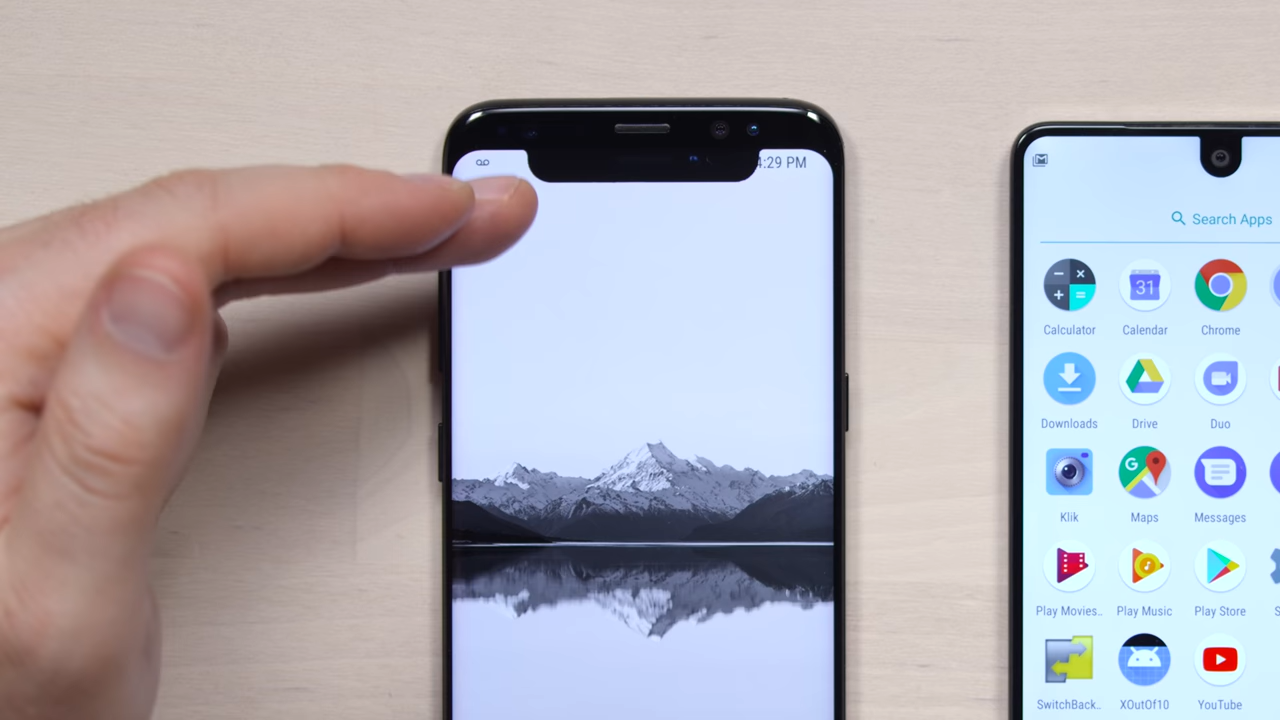 4:29 PM
Search Apps
31
Calculator
Calendar
Chrome
Downloads
Drive
Duo
G
Klik
Maps
Messages
Play Movies..
Play Music
Play Store
SwitchBack..
XOutOf10
YouTube